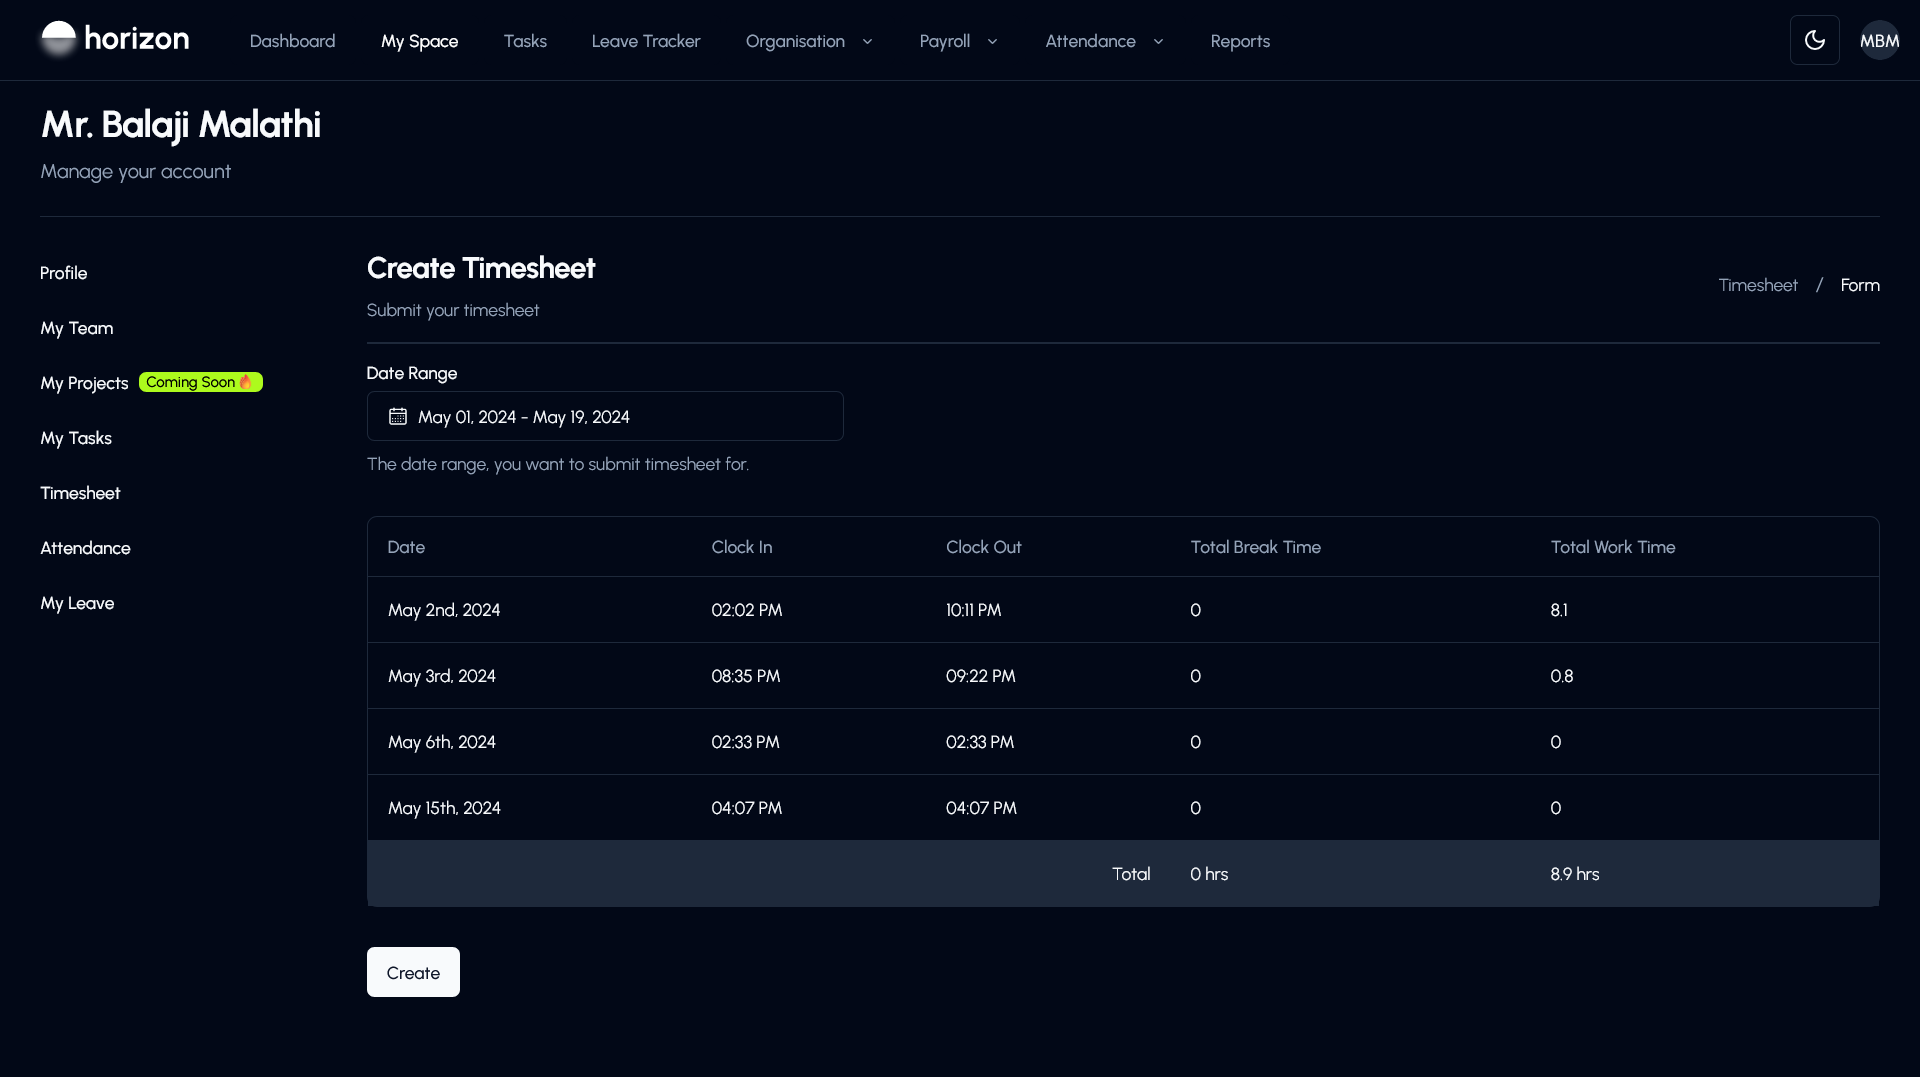 horizon
Dashboard
My Space
Tasks
Leave Tracker
Organisation
Payroll
Attendance
Reports
MBM
Mr. Balaji Malathi
Manage your account
Profile
My Team
My Projects Coming Soon🔥
My Tasks
Timesheet
Attendance
My Leave
Create Timesheet
Submit your timesheet
Timesheet / Form
Date Range
May 01, 2024 - May 19, 2024
The date range, you want to submit timesheet for.
Date Clock In Clock Out Total Break Time Total Work Time
May 2nd, 2024 02:02 PM 10:11 PM 0 8.1
May 3rd, 2024 08:35 PM 09:22 PM 0 0.8
May 6th, 2024 02:33 PM 02:33 PM 0 0
May 15th, 2024 04:07 PM 04:07 PM 0 0
Total 0 hrs 8.9 hrs
Create